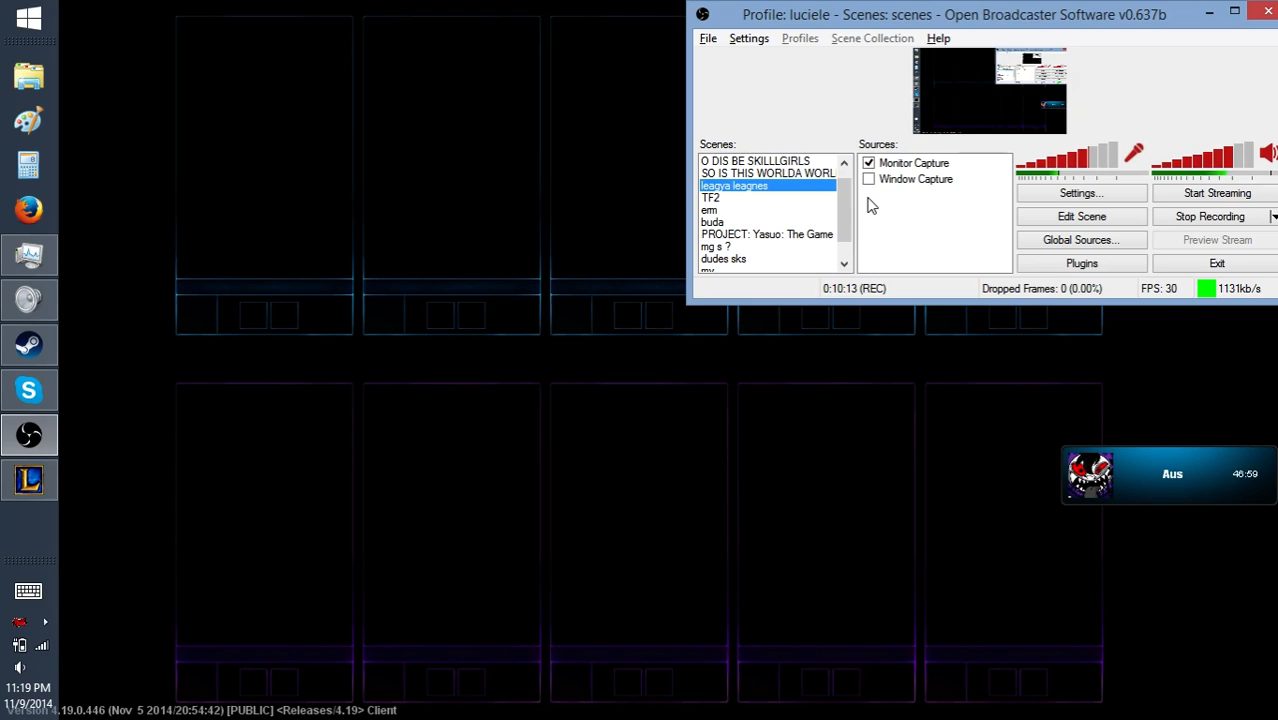 Profile: luciele - Scenes: scenes - Open Broadcaster Software v0.637b
File Settings Profiles Scene Collection Help
Scenes:
Sources:
O DIS BE SKILLLGIRLS
SO IS THIS WORLDA WORL
leagya leagnes
TF2
em
buda
PROJECT: Yasuo: The Game
mg s ?
dudes sks
my
Monitor Capture
Window Capture
Settings...
Start Streaming
Edit Scene
Stop Recording
Global Sources...
Preview Stream
Plugins
Exit
0:10:13 (REC)
Dropped Frames: 0 (0.00%)
FPS: 30
1131kb/s
Aus
46:59
S
L
11:19 PM
11/9/2014
Version 4.19.0.446 (Nov 5 2014/20:54:42) [PUBLIC] <Releases/4.19> Client